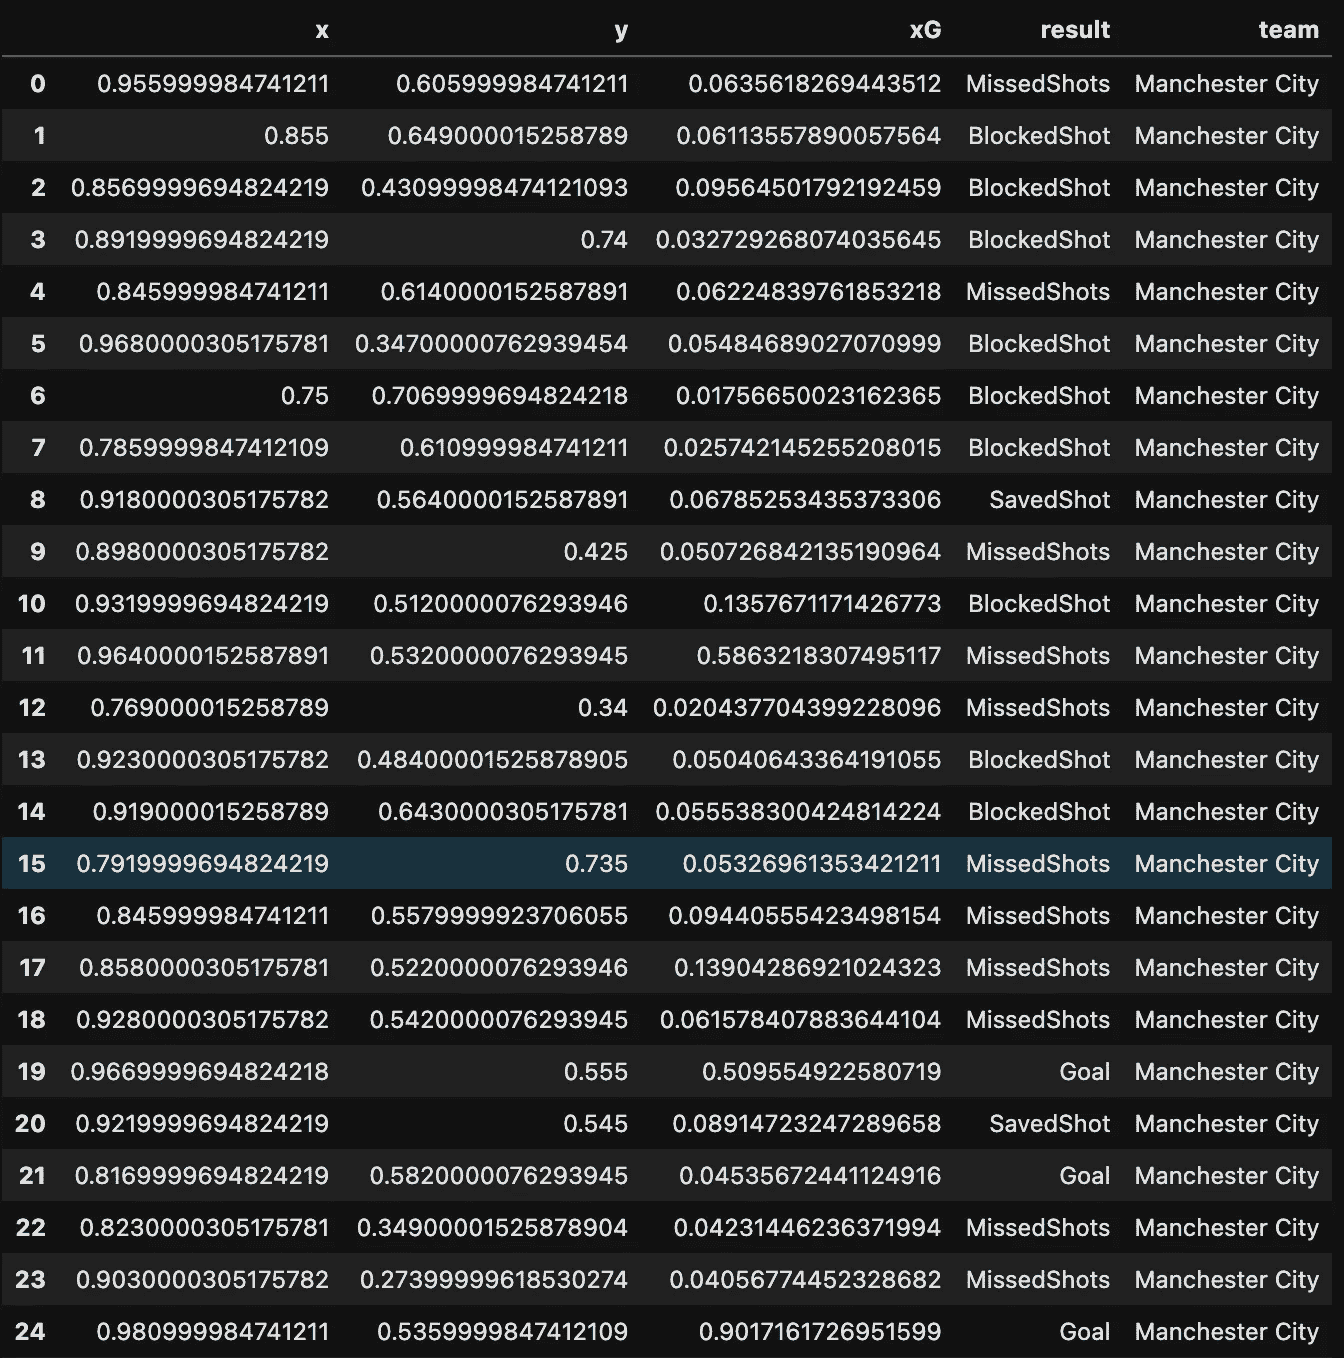 x y xG result team
0 0.955999984741211 0.605999984741211 0.0635618269443512 MissedShots Manchester City
1 0.855 0.649000015258789 0.06113557890057564 BlockedShot Manchester City
2 0.8569999694824219 0.43099998474121093 0.09564501792192459 BlockedShot Manchester City
3 0.8919999694824219 0.74 0.032729268074035645 BlockedShot Manchester City
4 0.845999984741211 0.6140000152587891 0.06224839761853218 MissedShots Manchester City
5 0.9680000305175781 0.34700000762939454 0.05484689027070999 BlockedShot Manchester City
6 0.75 0.7069999694824218 0.01756650023162365 BlockedShot Manchester City
7 0.7859999847412109 0.610999984741211 0.025742145255208015 BlockedShot Manchester City
8 0.9180000305175782 0.5640000152587891 0.06785253435373306 SavedShot Manchester City
9 0.8980000305175782 0.425 0.050726842135190964 MissedShots Manchester City
10 0.9319999694824219 0.5120000076293946 0.1357671171426773 BlockedShot Manchester City
11 0.9640000152587891 0.5320000076293945 0.5863218307495117 MissedShots Manchester City
12 0.769000015258789 0.34 0.020437704399228096 MissedShots Manchester City
13 0.9230000305175782 0.48400001525878905 0.05040643364191055 BlockedShot Manchester City
14 0.919000015258789 0.6430000305175781 0.055538300424814224 BlockedShot Manchester City
15 0.7919999694824219 0.735 0.05326961353421211 MissedShots Manchester City
16 0.845999984741211 0.5579999923706055 0.09440555423498154 MissedShots Manchester City
17 0.8580000305175781 0.5220000076293946 0.13904286921024323 MissedShots Manchester City
18 0.9280000305175782 0.5420000076293945 0.061578407883644104 MissedShots Manchester City
19 0.9669999694824218 0.555 0.509554922580719 Goal Manchester City
20 0.9219999694824219 0.545 0.08914723247289658 SavedShot Manchester City
21 0.8169999694824219 0.5820000076293945 0.04535672441124916 Goal Manchester City
22 0.8230000305175781 0.34900001525878904 0.04231446236371994 MissedShots Manchester City
23 0.9030000305175782 0.27399999618530274 0.04056774452328682 MissedShots Manchester City
24 0.980999984741211 0.5359999847412109 0.9017161726951599 Goal Manchester City